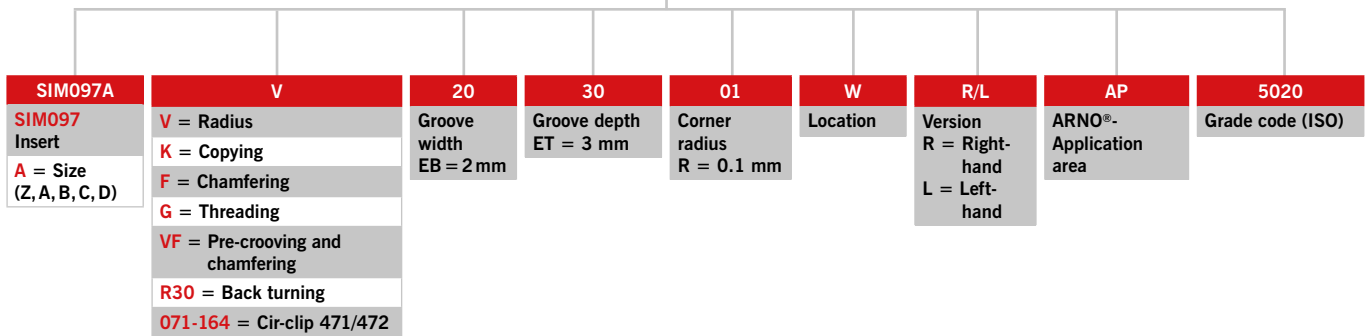 SIM097A
SIM097
Insert
A = Size
(Z, A, B, C, D)
V
V = Radius
K = Copying
F = Chamfering
G = Threading
VF = Pre-crooving and
chamfering
R30 = Back turning
071-164 = Cir-clip 471/472
20
Groove
width
EB = 2 mm
30
Groove depth
ET = 3 mm
01
Corner
radius
R = 0.1 mm
W
Location
R/L
Version
R = Right-
hand
L = Left-
hand
AP
ARNO®-
Application
area
5020
Grade code (ISO)